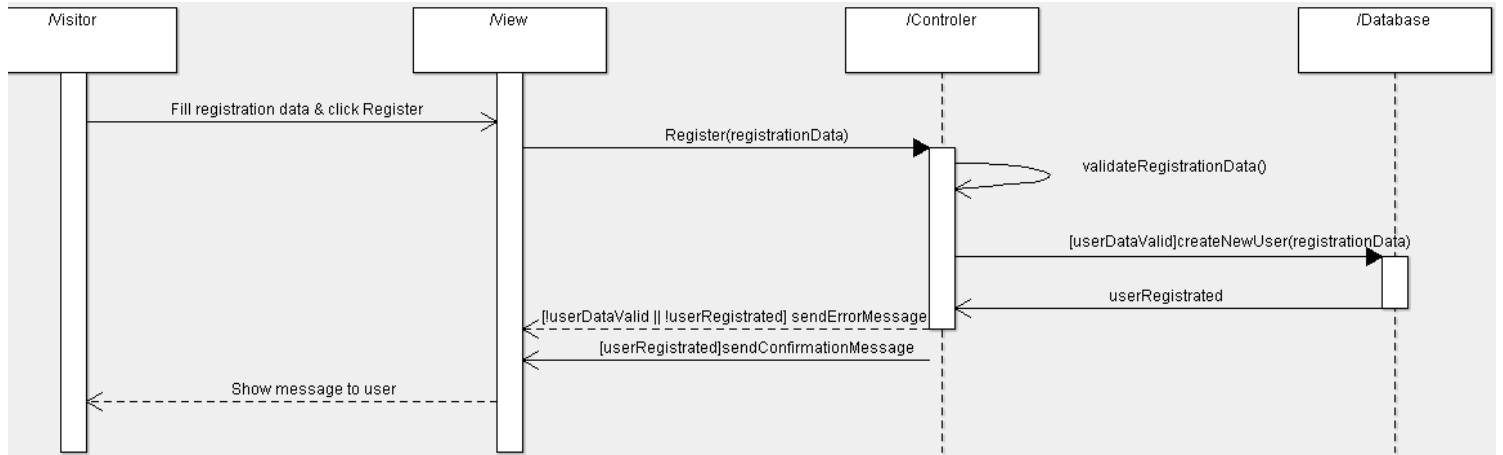 /Visitor
/View
/Controler
/Database
Fill registration data & click Register
Register(registrationData)
validateRegistrationData()
[userDataValid]createNewUser(registrationData)
userRegistrated
[!userDataValid || !userRegistrated] sendErrorMessage
[userRegistrated]sendConfirmationMessage
Show message to user